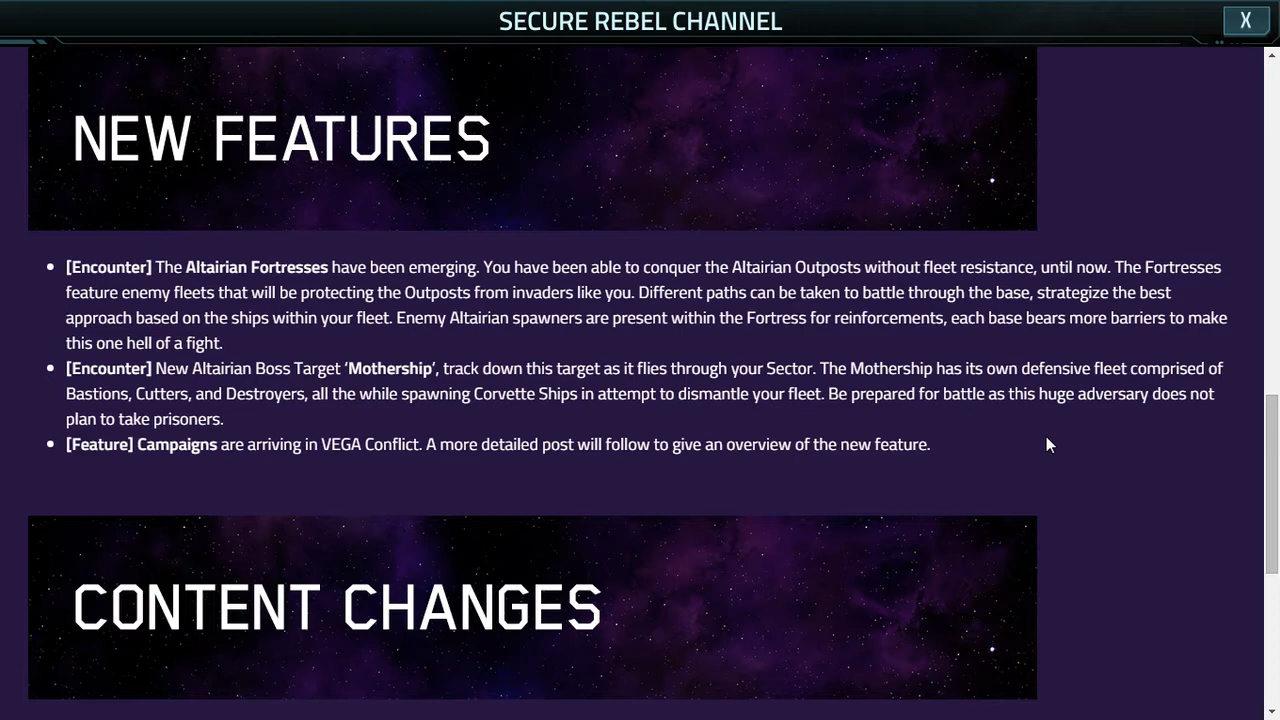 SECURE REBEL CHANNEL
X
NEW FEATURES
• [Encounter] The Altairian Fortresses have been emerging. You have been able to conquer the Altairian Outposts without fleet resistance, until now. The Fortresses
feature enemy fleets that will be protecting the Outposts from invaders like you. Different paths can be taken to battle through the base, strategize the best
approach based on the ships within your fleet. Enemy Altairian spawners are present within the Fortress for reinforcements, each base bears more barriers to make
this one hell of a fight.
• [Encounter] New Altairian Boss Target ‘Mothership’, track down this target as it flies through your Sector. The Mothership has its own defensive fleet comprised of
Bastions, Cutters, and Destroyers, all the while spawning Corvette Ships in attempt to dismantle your fleet. Be prepared for battle as this huge adversary does not
plan to take prisoners.
• [Feature] Campaigns are arriving in VEGA Conflict. A more detailed post will follow to give an overview of the new feature.
CONTENT CHANGES